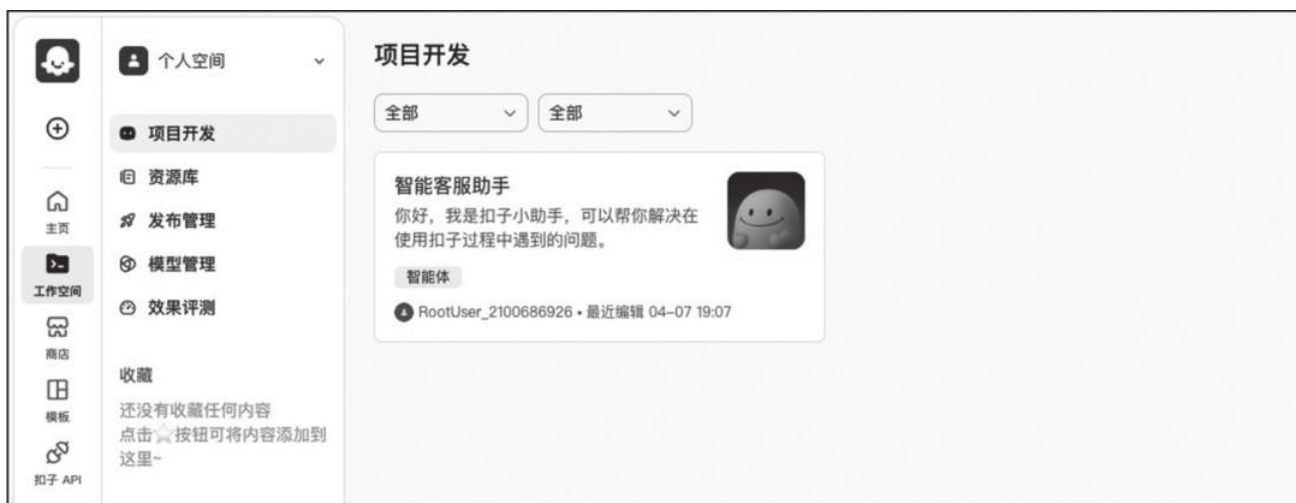 主页
工作空间
商店
模板
扣子 API
个人空间
项目开发
资源库
发布管理
模型管理
效果评测
收藏
还没有收藏任何内容
点击☆按钮可将内容添加到
这里~
项目开发
全部
全部
智能客服助手
你好，我是扣子小助手，可以帮你解决在
使用扣子过程中遇到的问题。
智能体
RootUser_2100686926 • 最近编辑 04-07 19:07